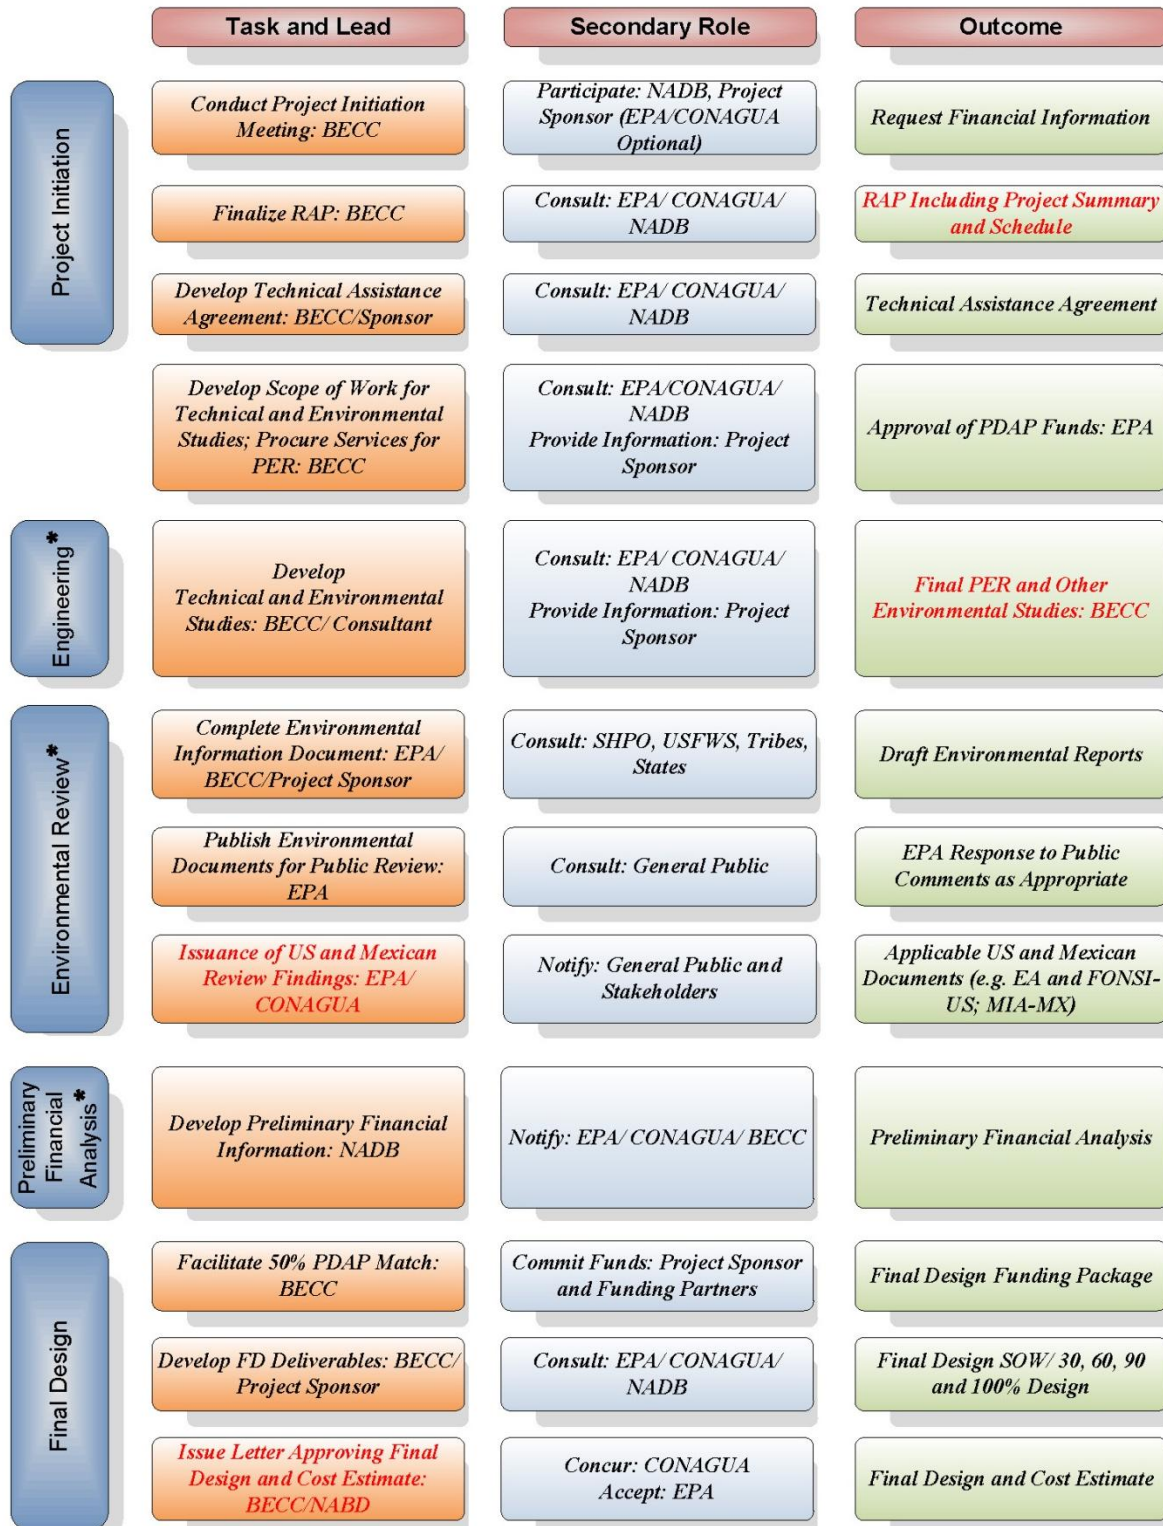 Task and Lead
Secondary Role
Outcome
Project Initiation
Conduct Project Initiation
Meeting: BECC
Participate: NADB, Project
Sponsor (EPA/CONAGUA
Optional)
Request Financial Information
Finalize RAP: BECC
Consult: EPA/ CONAGUA/
NADB
RAP Including Project Summary
and Schedule
Develop Technical Assistance
Agreement: BECC/Sponsor
Consult: EPA/ CONAGUA/
NADB
Technical Assistance Agreement
Develop Scope of Work for
Technical and Environmental
Studies; Procure Services for
PER: BECC
Consult: EPA/CONAGUA/
NADB
Provide Information: Project
Sponsor
Approval of PDAP Funds: EPA
Engineering*
Develop
Technical and Environmental
Studies: BECC/ Consultant
Consult: EPA/ CONAGUA/
NADB
Provide Information: Project
Sponsor
Final PER and Other
Environmental Studies: BECC
Environmental Review*
Complete Environmental
Information Document: EPA/
BECC/Project Sponsor
Consult: SHPO, USFWS, Tribes,
States
Draft Environmental Reports
Publish Environmental
Documents for Public Review:
EPA
Consult: General Public
EPA Response to Public
Comments as Appropriate
Issuance of US and Mexican
Review Findings: EPA/
CONAGUA
Notify: General Public and
Stakeholders
Applicable US and Mexican
Documents (e.g. EA and FONSI-
US; MIA-MX)
Preliminary
Financial
Analysis*
Develop Preliminary Financial
Information: NADB
Notify: EPA/ CONAGUA/ BECC
Preliminary Financial Analysis
Final Design
Facilitate 50% PDAP Match:
BECC
Commit Funds: Project Sponsor
and Funding Partners
Final Design Funding Package
Develop FD Deliverables: BECC/
Project Sponsor
Consult: EPA/ CONAGUA/
NADB
Final Design SOW/ 30, 60, 90
and 100% Design
Issue Letter Approving Final
Design and Cost Estimate:
BECC/NABD
Concur: CONAGUA
Accept: EPA
Final Design and Cost Estimate